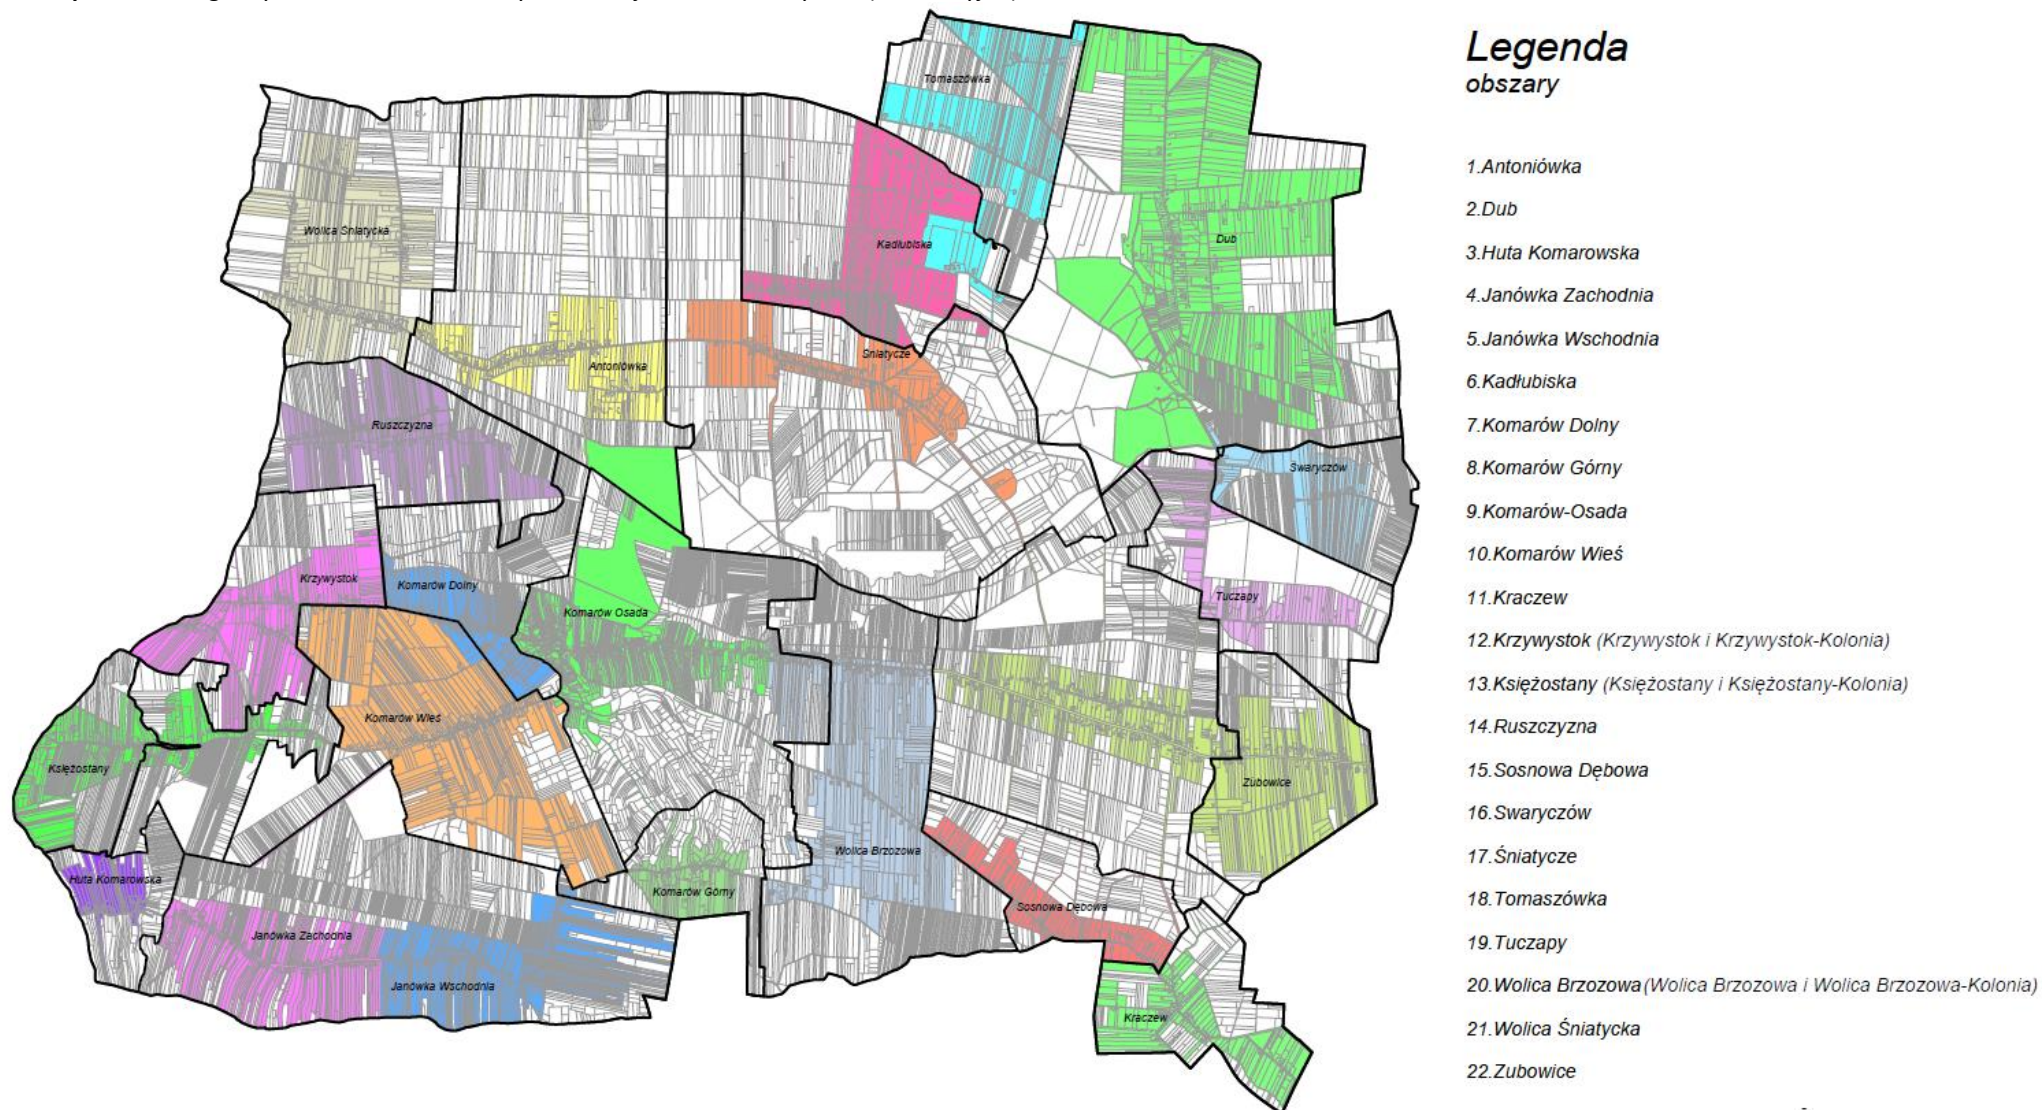 Tomaszówka
Wolica Śniatycka
Kadłubiska
Dub
Śniatycze
Antoniówka
Ruszczyzna
Swaryczów
Krzywystok
Komarów Dolny
Tuczapy
Komarów Osada
Komarów Wieś
Księżostany
Zubowice
Wolica Brzozowa
Huta Komarowska
Komarów Górny
Sosnowa Dębowa
Janówka Zachodnia
Janówka Wschodnia
Kraczew
Legenda
obszary
1.Antoniówka
2.Dub
3.Huta Komarowska
4.Janówka Zachodnia
5.Janówka Wschodnia
6.Kadłubiska
7.Komarów Dolny
8.Komarów Górny
9.Komarów-Osada
10.Komarów Wieś
11.Kraczew
12.Krzywystok (Krzywystok i Krzywystok-Kolonia)
13.Księżostany (Księżostany i Księżostany-Kolonia)
14.Ruszczyzna
15.Sosnowa Dębowa
16.Swaryczów
17.Śniatycze
18.Tomaszówka
19.Tuczapy
20.Wolica Brzozowa (Wolica Brzozowa i Wolica Brzozowa-Kolonia)
21.Wolica Śniatycka
22.Zubowice